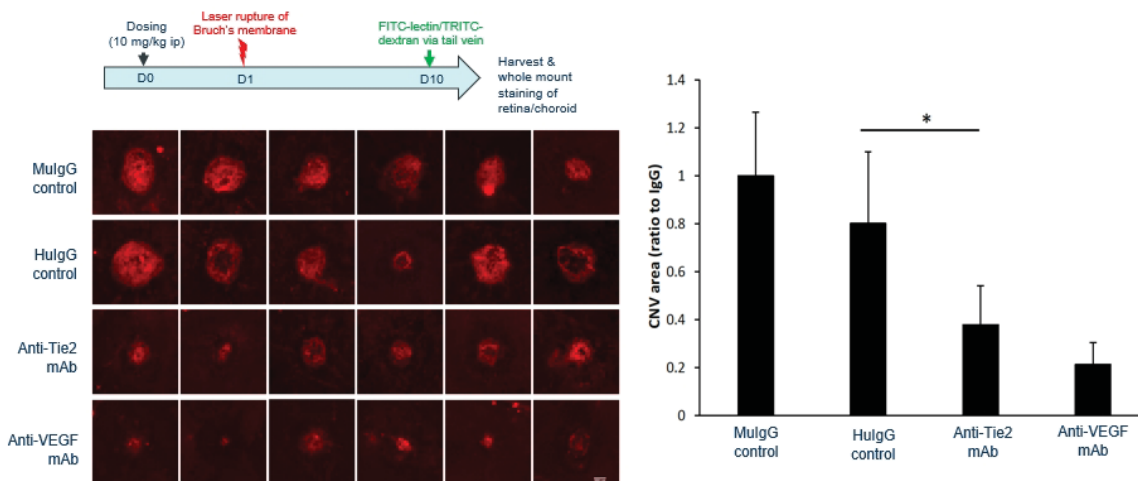 Dosing
(10 mg/kg ip)
Laser rupture of
Bruch's membrane
FITC-lectin/TRITC-
dextran via tail vein
D0
D1
D10
Harvest &
whole mount
staining of
retina/choroid
MuIgG
control
HuIgG
control
Anti-Tie2
mAb
Anti-VEGF
mAb
CNV area (ratio to IgG)
1.4
1.2
1
0.8
0.6
0.4
0.2
0
*
MuIgG
control
HuIgG
control
Anti-Tie2
mAb
Anti-VEGF
mAb